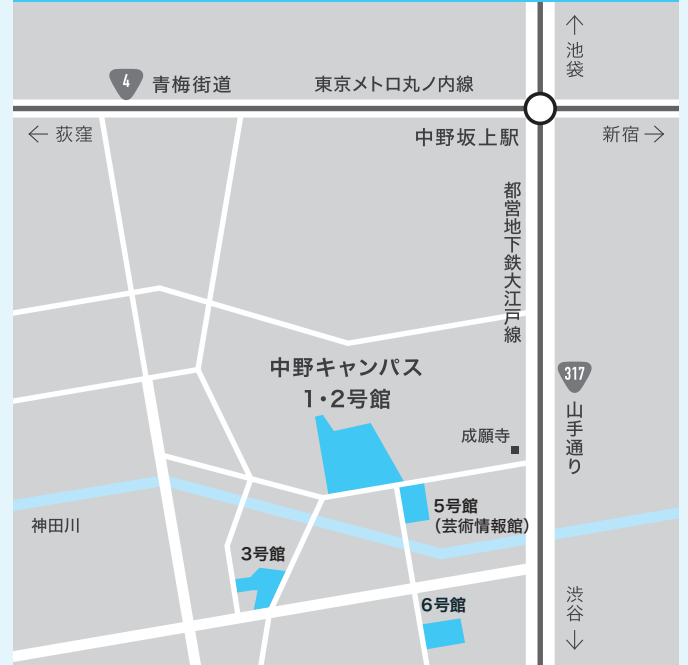 池袋
4
青梅街道
東京メトロ丸ノ内線
荻窪
中野坂上駅
新宿
都営地下鉄大江戸線
中野キャンパス
1・2号館
317
山手通り
成願寺
5号館
(芸術情報館)
神田川
3号館
6号館
渋谷